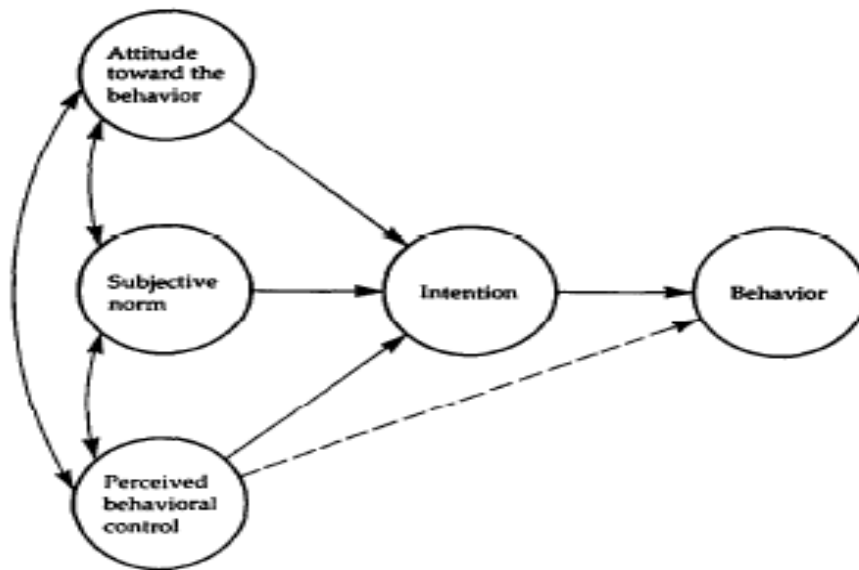 Attitude
toward the
behavior
Subjective
norm
Intention
Behavior
Perceived
behavioral
control